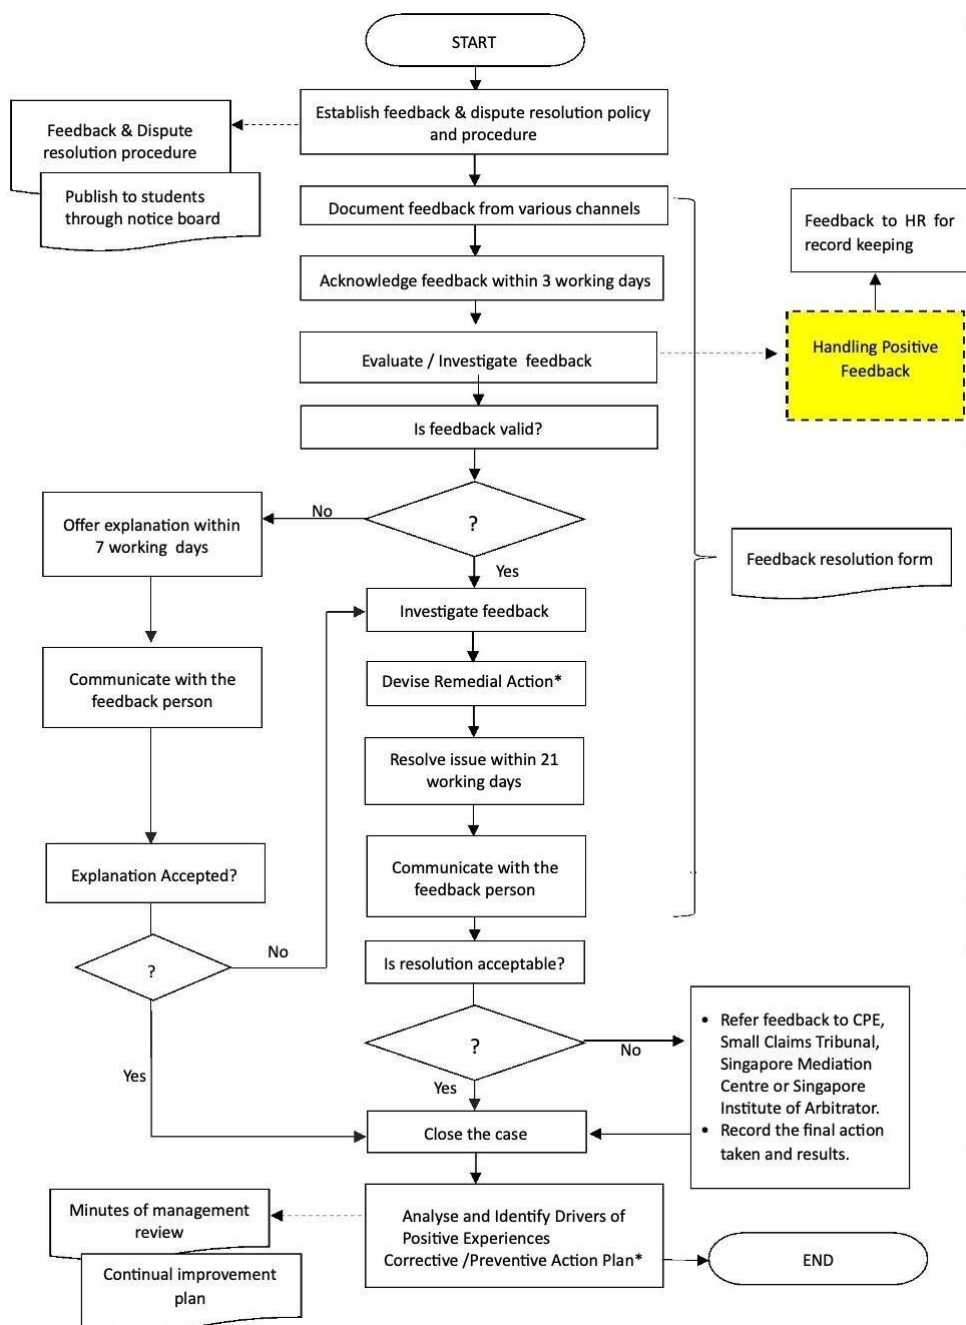 START
Establish feedback & dispute resolution policy
and procedure
Feedback & Dispute
resolution procedure
Publish to students
through notice board
Document feedback from various channels
Feedback to HR for
record keeping
Acknowledge feedback within 3 working days
Evaluate / Investigate feedback
Handling Positive
Feedback
Is feedback valid?
?
No
Offer explanation within
7 working days
Yes
Feedback resolution form
Investigate feedback
Communicate with the
feedback person
Devise Remedial Action*
Resolve issue within 21
working days
Explanation Accepted?
Communicate with the
feedback person
?
No
Is resolution acceptable?
?
No
• Refer feedback to CPE,
Small Claims Tribunal,
Singapore Mediation
Centre or Singapore
Institute of Arbitrator.
• Record the final action
taken and results.
Yes
Yes
Close the case
Minutes of management
review
Continual improvement
plan
Analyse and Identify Drivers of
Positive Experiences
Corrective /Preventive Action Plan*
END